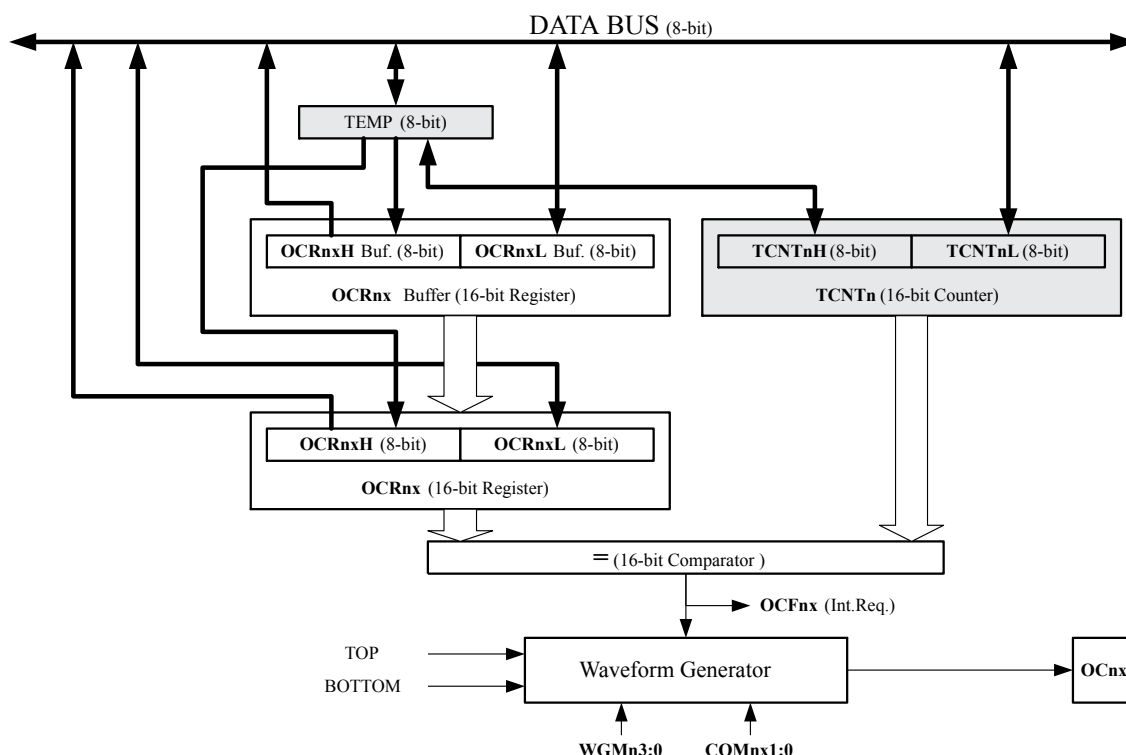 DATA BUS (8-bit)
TEMP (8-bit)
OCRnxH Buf. (8-bit) OCRnxL Buf. (8-bit) TCNTnH (8-bit) TCNTnL (8-bit)
OCRnx Buffer (16-bit Register) TCNTn (16-bit Counter)
OCRnxH (8-bit) OCRnxL (8-bit)
OCRnx (16-bit Register)
= (16-bit Comparator )
OCFnx (Int.Req.)
TOP
Waveform Generator OCnx
BOTTOM
WGMn3:0 COMnx1:0